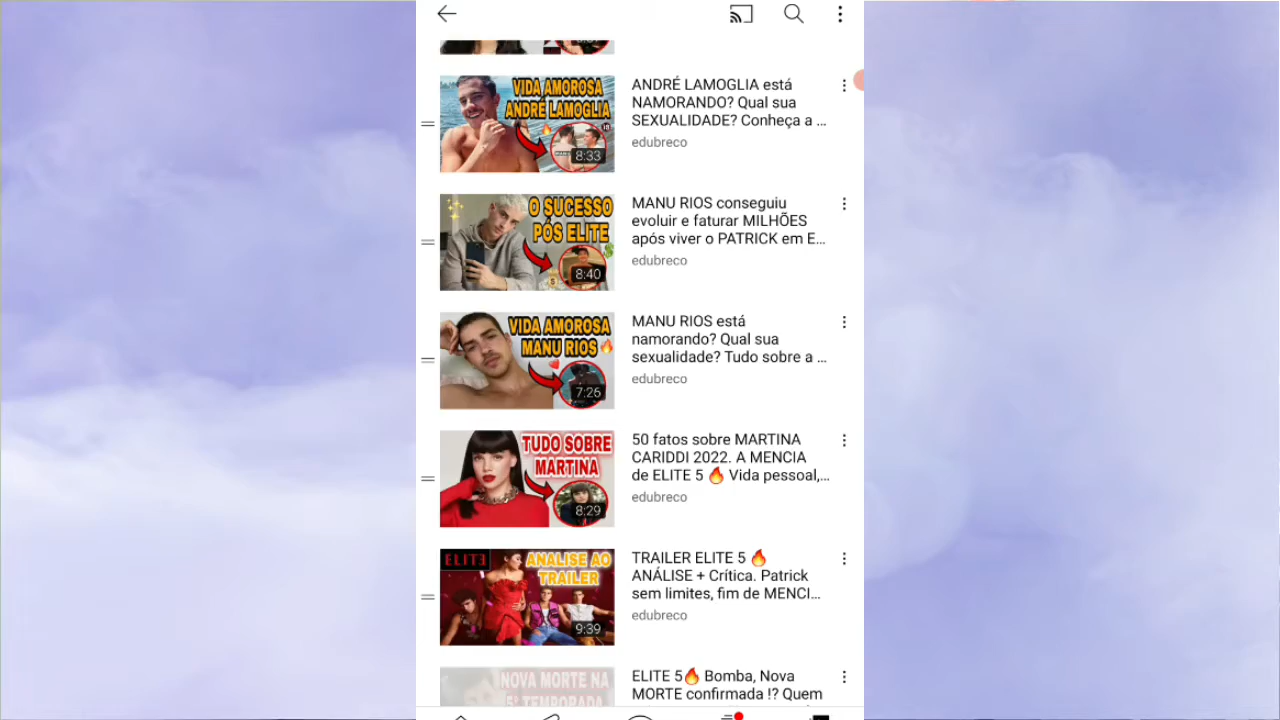 VIDA AMOROSA
ANDRÉ LAMOGLIA
8:33
ANDRÉ LAMOGLIA está
NAMORANDO? Qual sua
SEXUALIDADE? Conheça a ...
edubreco
O SUCESSO
PÓS ELITE
8:40
MANU RIOS conseguiu
evoluir e faturar MILHÕES
após viver o PATRICK em E...
edubreco
VIDA AMOROSA
MANU RIOS
7:26
MANU RIOS está
namorando? Qual sua
sexualidade? Tudo sobre a ...
edubreco
TUDO SOBRE
MARTINA
8:29
50 fatos sobre MARTINA
CARIDDI 2022. A MENCIA
de ELITE 5 🔥 Vida pessoal,...
edubreco
ELITE
ANALISE AO
TRAILER
9:39
TRAILER ELITE 5 🔥
ANÁLISE + Crítica. Patrick
sem limites, fim de MENCI...
edubreco
NOVA MORTE NA
5ª TEMPORADA
ELITE 5🔥 Bomba, Nova
MORTE confirmada !? Quem